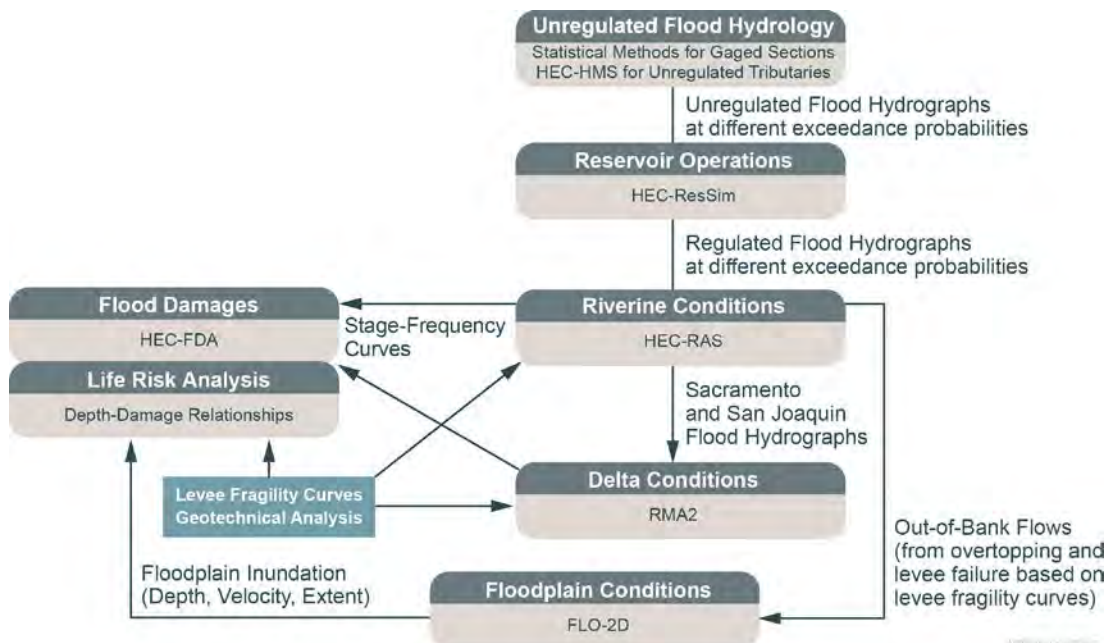 Unregulated Flood Hydrology
Statistical Methods for Gaged Sections
HEC-HMS for Unregulated Tributaries
Unregulated Flood Hydrographs
at different exceedance probabilities
Reservoir Operations
HEC-ResSim
Regulated Flood Hydrographs
at different exceedance probabilities
Flood Damages
HEC-FDA
Stage-Frequency
Curves
Riverine Conditions
HEC-RAS
Life Risk Analysis
Depth-Damage Relationships
Sacramento
and San Joaquin
Flood Hydrographs
Levee Fragility Curves
Geotechnical Analysis
Delta Conditions
RMA2
Out-of-Bank Flows
(from overtopping and
levee failure based on
levee fragility curves)
Floodplain Inundation
(Depth, Velocity, Extent)
Floodplain Conditions
FLO-2D